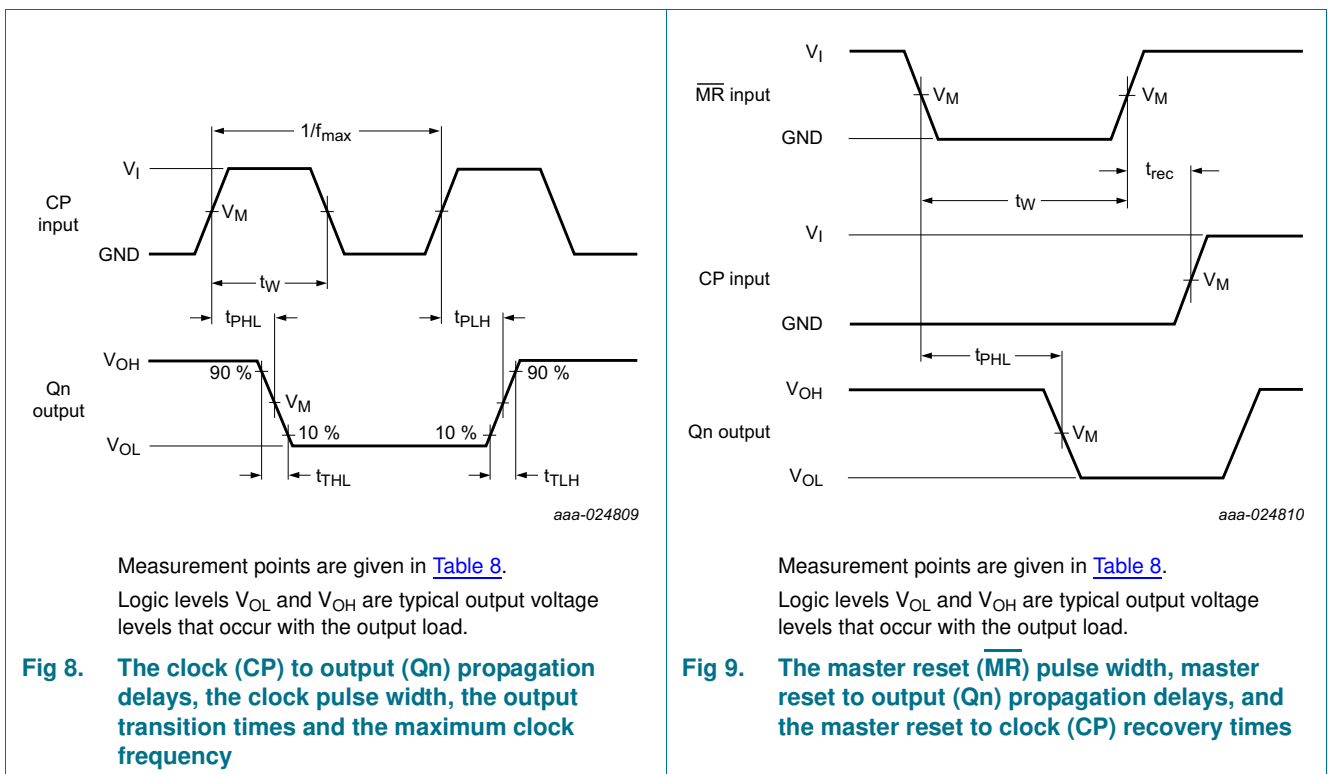 1/fmax
VI
CP
input
VM
GND
tW
tPHL
tPLH
VOH
90 %
90 %
Qn
output
VM
10 %
10 %
VOL
tTHL
tTLH
aaa-024809
Measurement points are given in Table 8.
Logic levels VOL and VOH are typical output voltage
levels that occur with the output load.
Fig 8. The clock (CP) to output (Qn) propagation
delays, the clock pulse width, the output
transition times and the maximum clock
frequency
VI
M̅R̅ input
VM
VM
GND
trec
tW
VI
CP input
VM
GND
tPHL
VOH
Qn output
VM
VOL
aaa-024810
Measurement points are given in Table 8.
Logic levels VOL and VOH are typical output voltage
levels that occur with the output load.
Fig 9. The master reset (M̅R̅) pulse width, master
reset to output (Qn) propagation delays, and
the master reset to clock (CP) recovery times